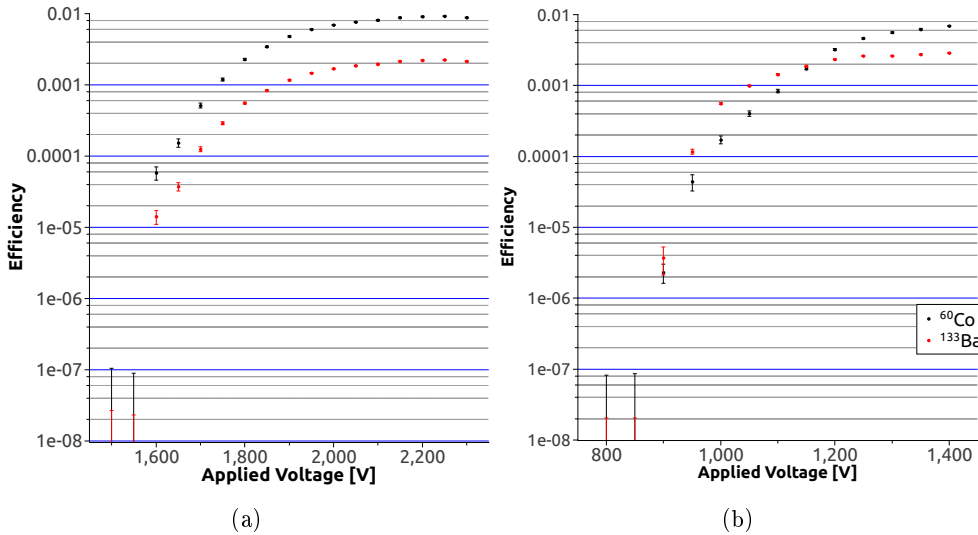 0.01
0.001
0.0001
1e-05
1e-06
1e-07
1e-08
Efficiency
1,600
1,800
2,000
2,200
Applied Voltage [V]
(a)
0.01
0.001
0.0001
1e-05
1e-06
1e-07
1e-08
Efficiency
800
1,000
1,200
1,400
Applied Voltage [V]
⁶⁰Co
¹³³Ba
(b)